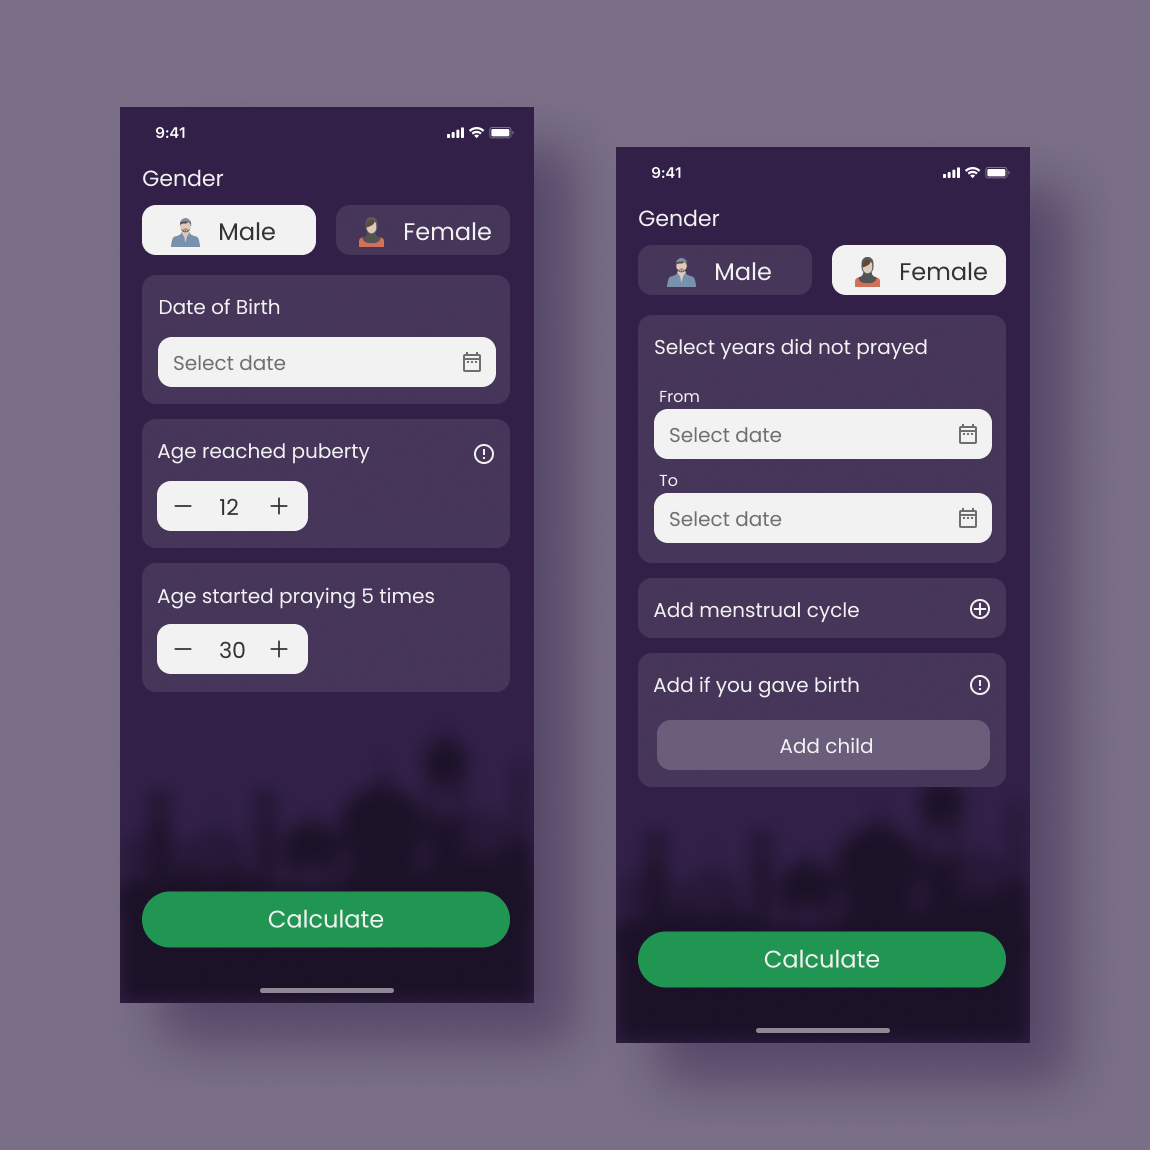 9:41
Gender
Male
Female
Date of Birth
Select date
Age reached puberty
12
Age started praying 5 times
30
Calculate
9:41
Gender
Male
Female
Select years did not prayed
From
Select date
To
Select date
Add menstrual cycle
Add if you gave birth
Add child
Calculate